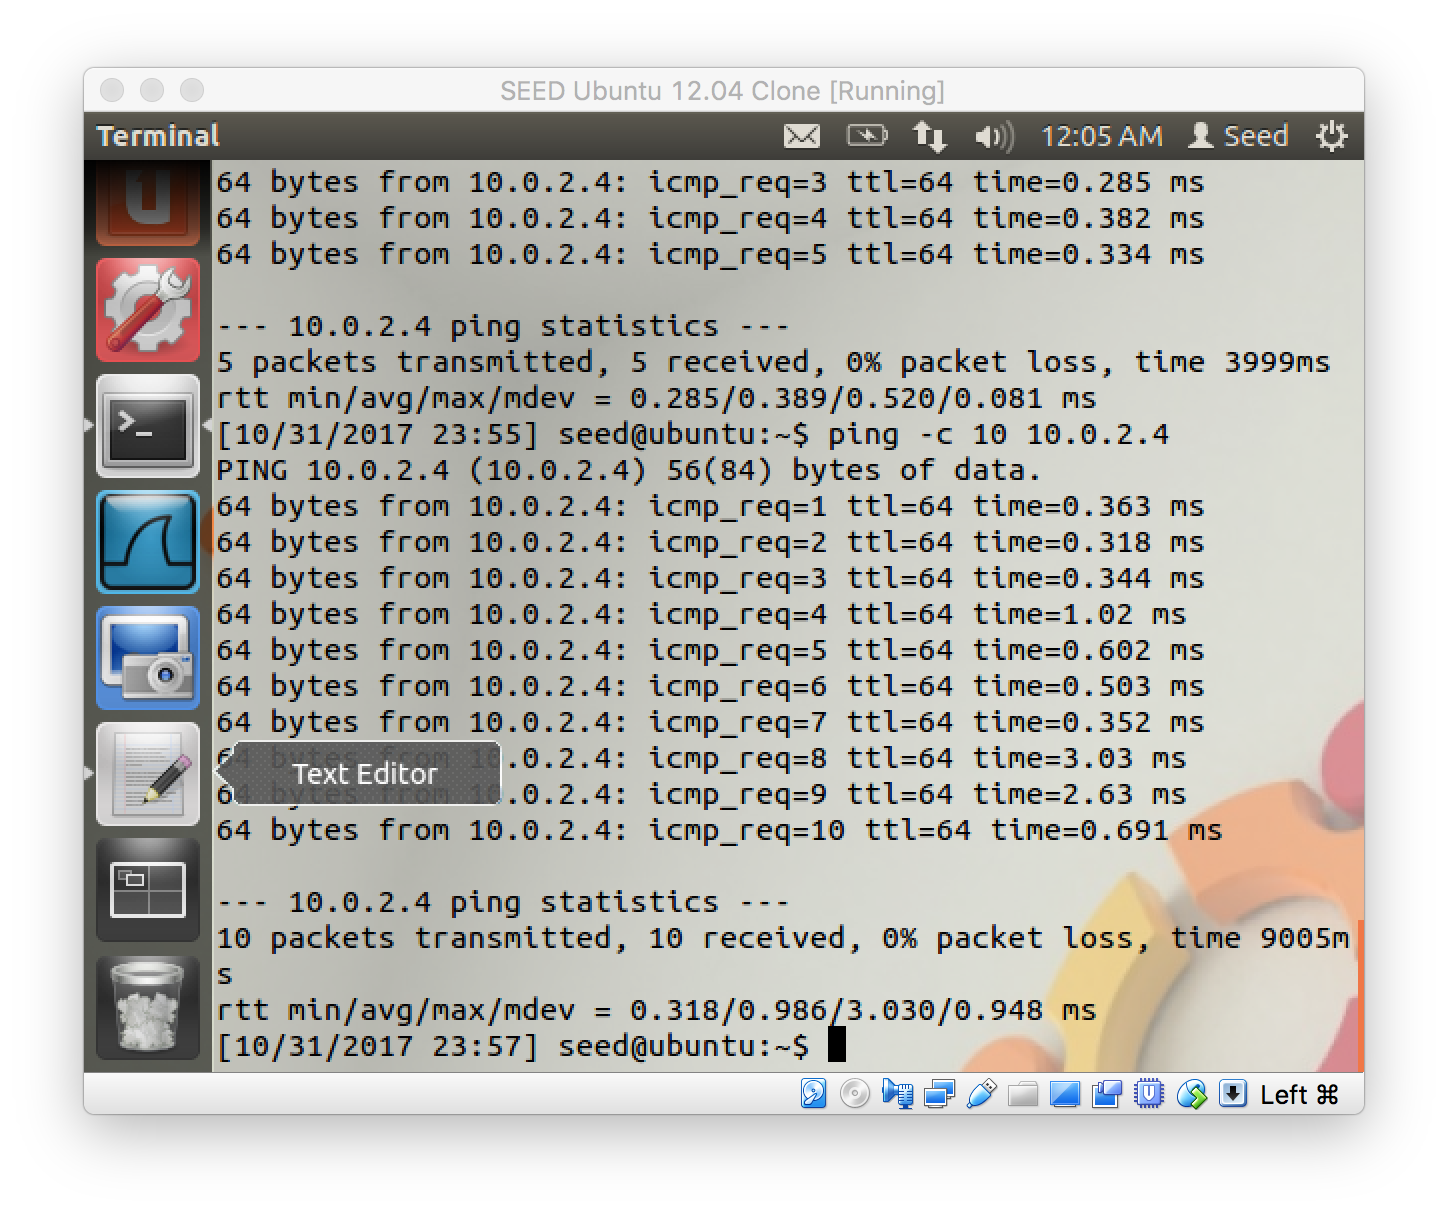 SEED Ubuntu 12.04 Clone [Running]
Terminal 12:05 AM Seed
64 bytes from 10.0.2.4: icmp_req=3 ttl=64 time=0.285 ms
64 bytes from 10.0.2.4: icmp_req=4 ttl=64 time=0.382 ms
64 bytes from 10.0.2.4: icmp_req=5 ttl=64 time=0.334 ms
--- 10.0.2.4 ping statistics ---
5 packets transmitted, 5 received, 0% packet loss, time 3999ms
rtt min/avg/max/mdev = 0.285/0.389/0.520/0.081 ms
[10/31/2017 23:55] seed@ubuntu:~$ ping -c 10 10.0.2.4
PING 10.0.2.4 (10.0.2.4) 56(84) bytes of data.
64 bytes from 10.0.2.4: icmp_req=1 ttl=64 time=0.363 ms
64 bytes from 10.0.2.4: icmp_req=2 ttl=64 time=0.318 ms
64 bytes from 10.0.2.4: icmp_req=3 ttl=64 time=0.344 ms
64 bytes from 10.0.2.4: icmp_req=4 ttl=64 time=1.02 ms
64 bytes from 10.0.2.4: icmp_req=5 ttl=64 time=0.602 ms
64 bytes from 10.0.2.4: icmp_req=6 ttl=64 time=0.503 ms
64 bytes from 10.0.2.4: icmp_req=7 ttl=64 time=0.352 ms
64 bytes from 10.0.2.4: icmp_req=8 ttl=64 time=3.03 ms
Text Editor
64 bytes from 10.0.2.4: icmp_req=9 ttl=64 time=2.63 ms
64 bytes from 10.0.2.4: icmp_req=10 ttl=64 time=0.691 ms
--- 10.0.2.4 ping statistics ---
10 packets transmitted, 10 received, 0% packet loss, time 9005m
s
rtt min/avg/max/mdev = 0.318/0.986/3.030/0.948 ms
[10/31/2017 23:57] seed@ubuntu:~$
Left ⌘